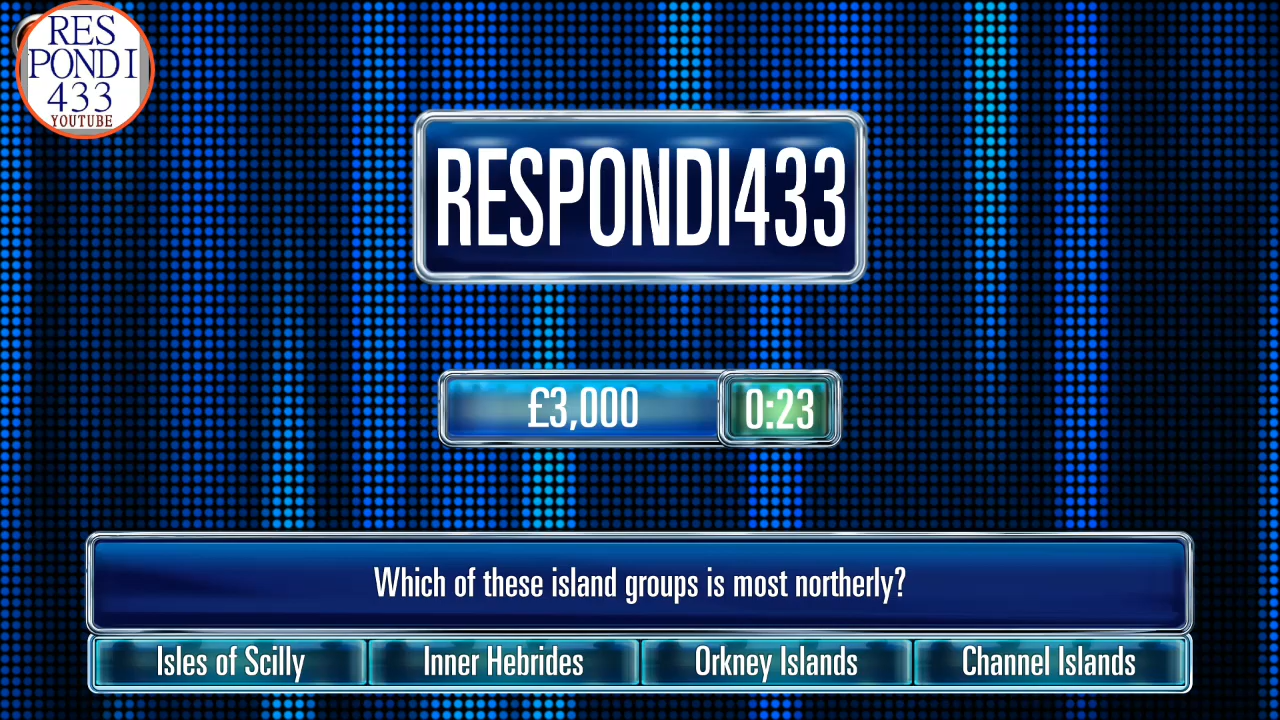 RES
PONDI
433
YOUTUBE
RESPONDI433
£3,000
0:23
Which of these island groups is most northerly?
Isles of Scilly
Inner Hebrides
Orkney Islands
Channel Islands